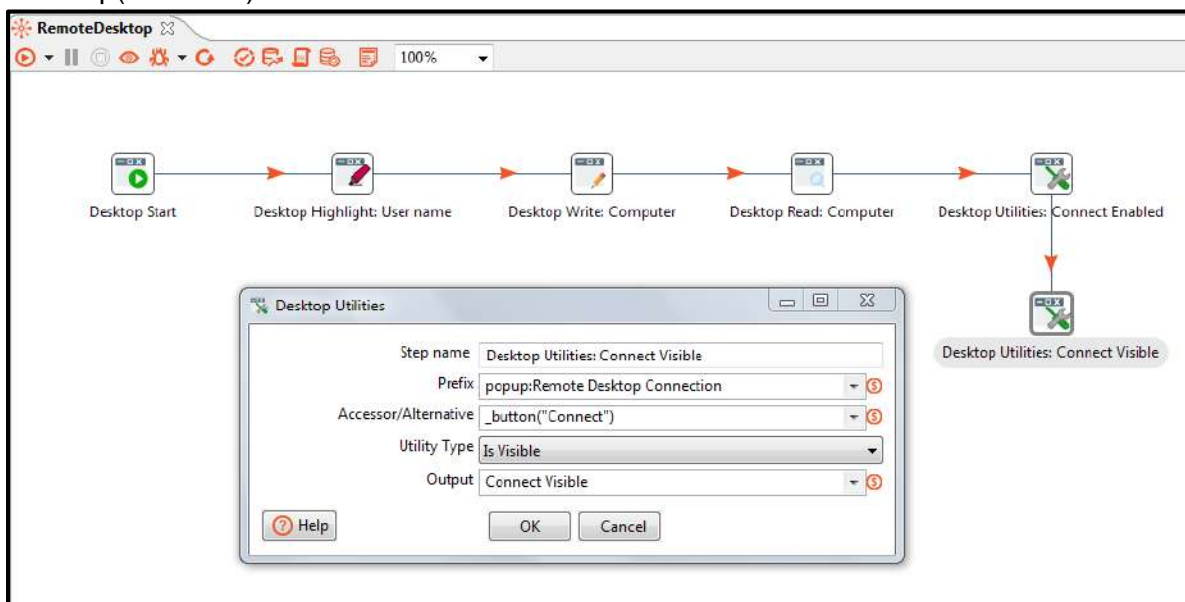 RemoteDesktop
100%
Desktop Start
Desktop Highlight: User name
Desktop Write: Computer
Desktop Read: Computer
Desktop Utilities: Connect Enabled
Desktop Utilities: Connect Visible
Desktop Utilities
Step name Desktop Utilities: Connect Visible
Prefix popup:Remote Desktop Connection
Accessor/Alternative _button("Connect")
Utility Type Is Visible
Output Connect Visible
Help OK Cancel